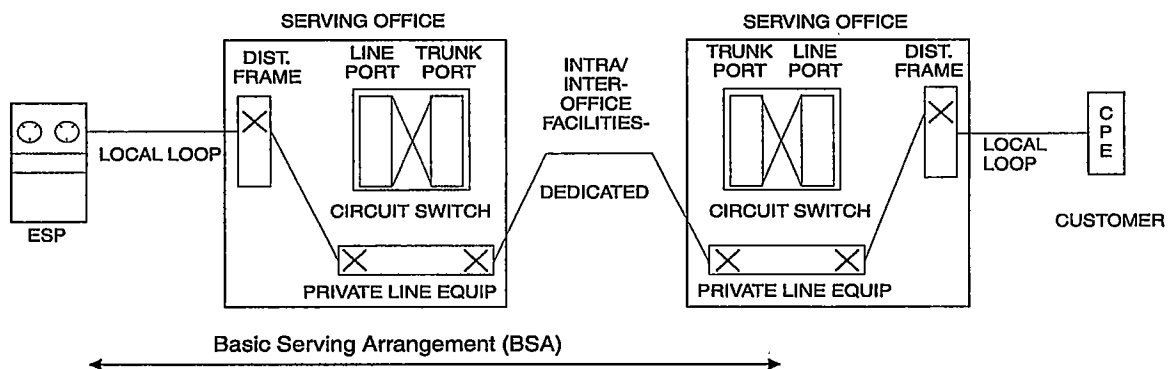 SERVING OFFICE
SERVING OFFICE
DIST.
FRAME
LINE
PORT
TRUNK
PORT
INTRA/
INTER-
OFFICE
FACILITIES-
TRUNK
PORT
LINE
PORT
DIST.
FRAME
CPE
LOCAL LOOP
DEDICATED
LOCAL
LOOP
CIRCUIT SWITCH
CIRCUIT SWITCH
ESP
CUSTOMER
PRIVATE LINE EQUIP
PRIVATE LINE EQUIP
Basic Serving Arrangement (BSA)